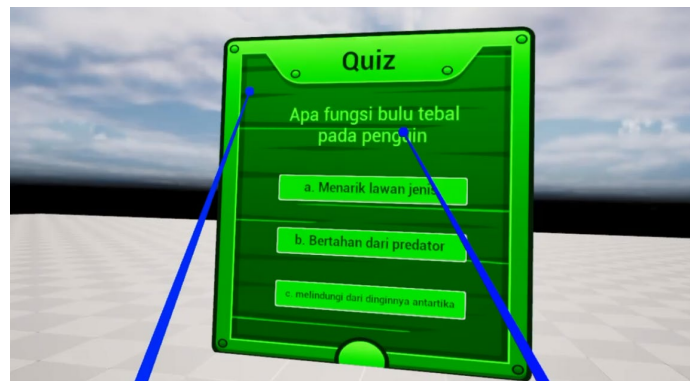 Quiz
Apa fungsi bulu tebal
pada penguin
a. Menarik lawan jenis
b. Bertahan dari predator
c. melindungi dari dinginnya antartika